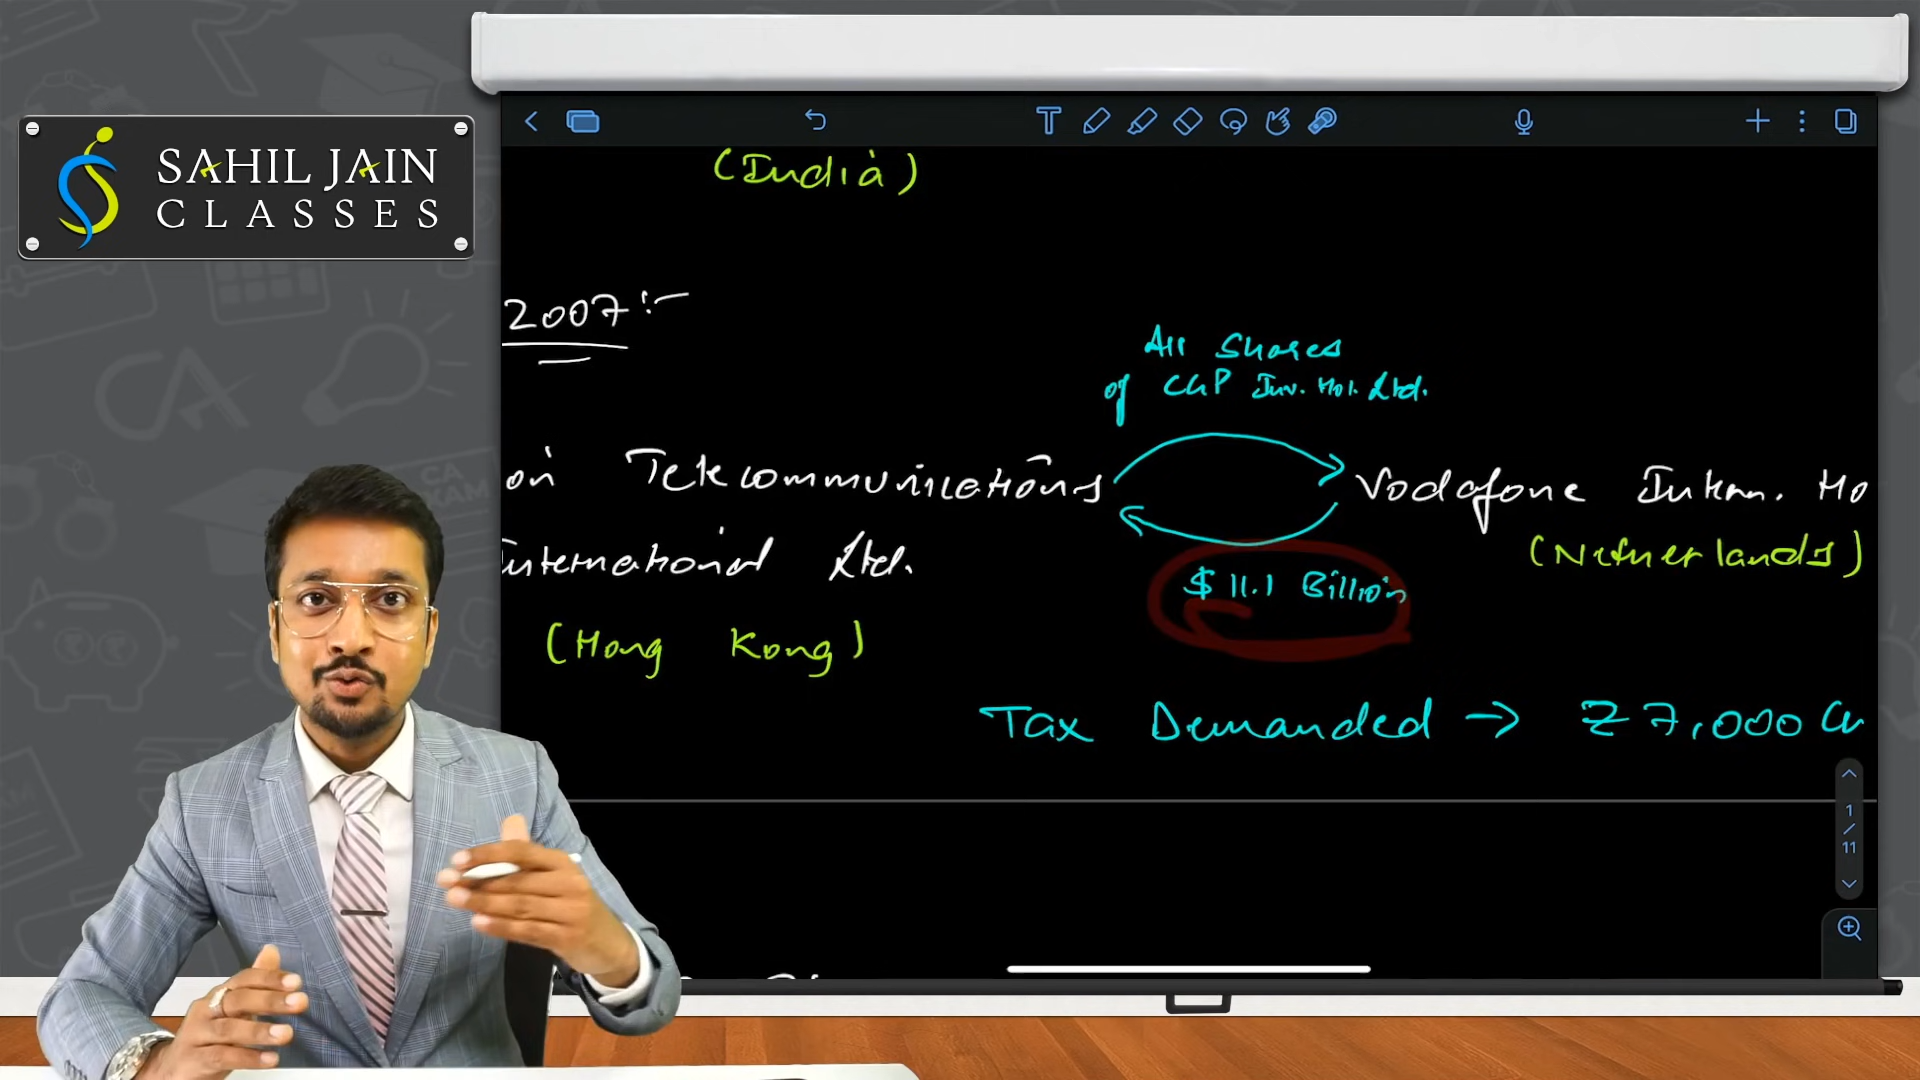 SAHIL JAIN
CLASSES
(India)
2007:-
All Shares
of CGP Inv. Hol. Ltd.
on Telecommunications
Vodafone Intern. Ho
International Ltd.
(Netherlands)
$ 11.1 Billion
(Hong Kong)
Tax Demanded → ₹ 7,000 Cr
1
/
11